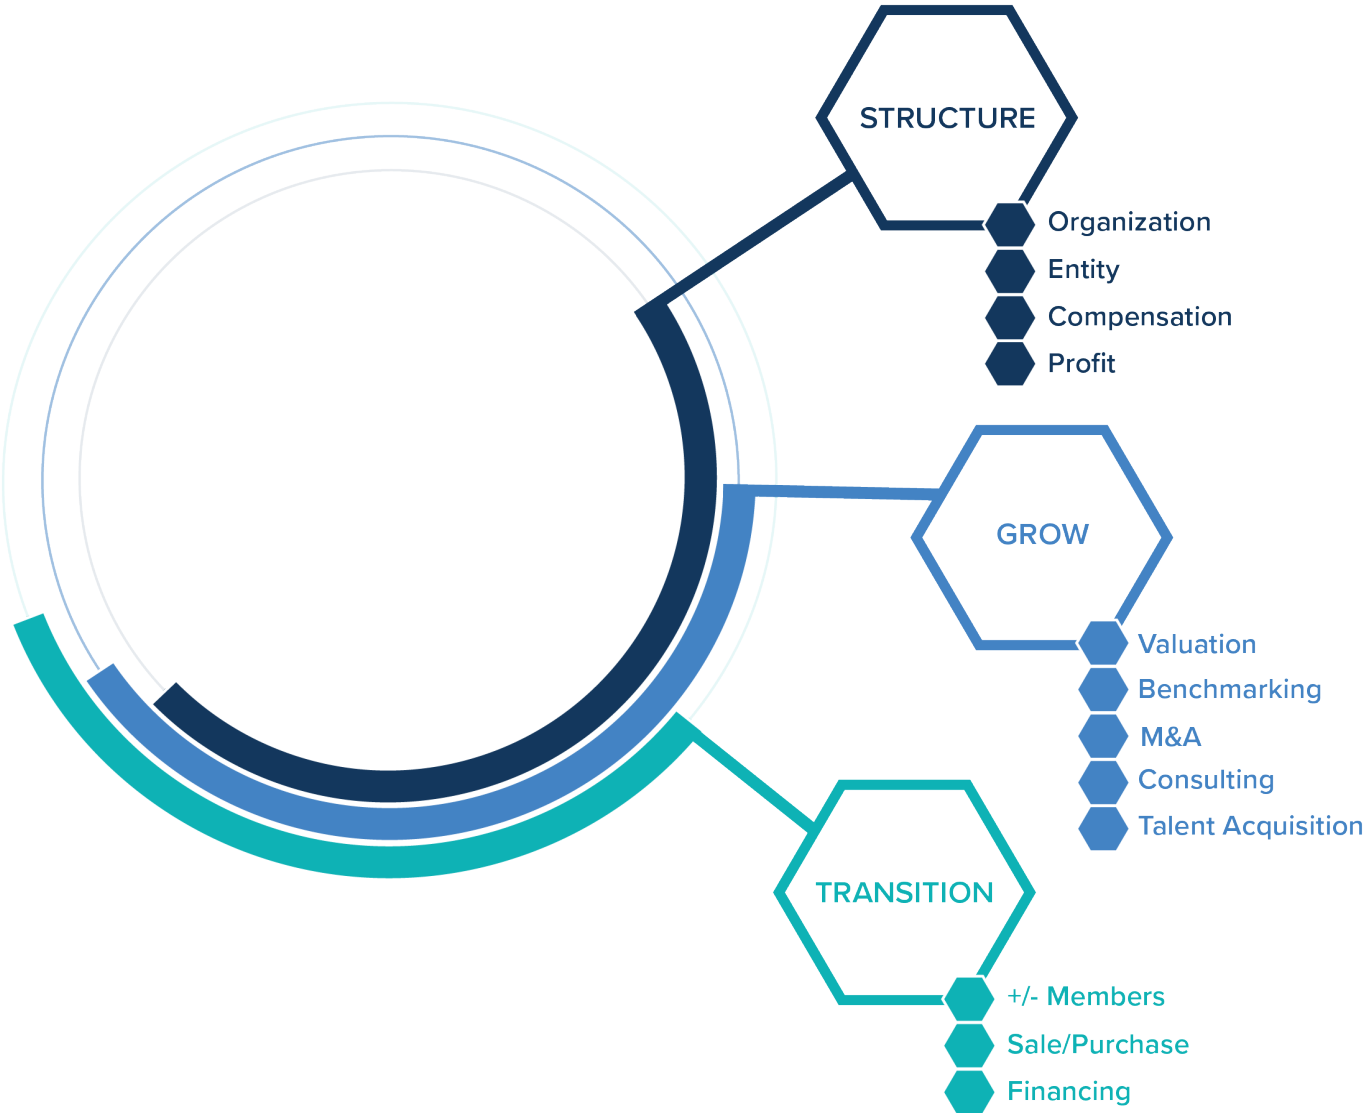 STRUCTURE
Organization
Entity
Compensation
Profit
GROW
Valuation
Benchmarking
M&A
Consulting
Talent Acquisition
TRANSITION
+/- Members
Sale/Purchase
Financing